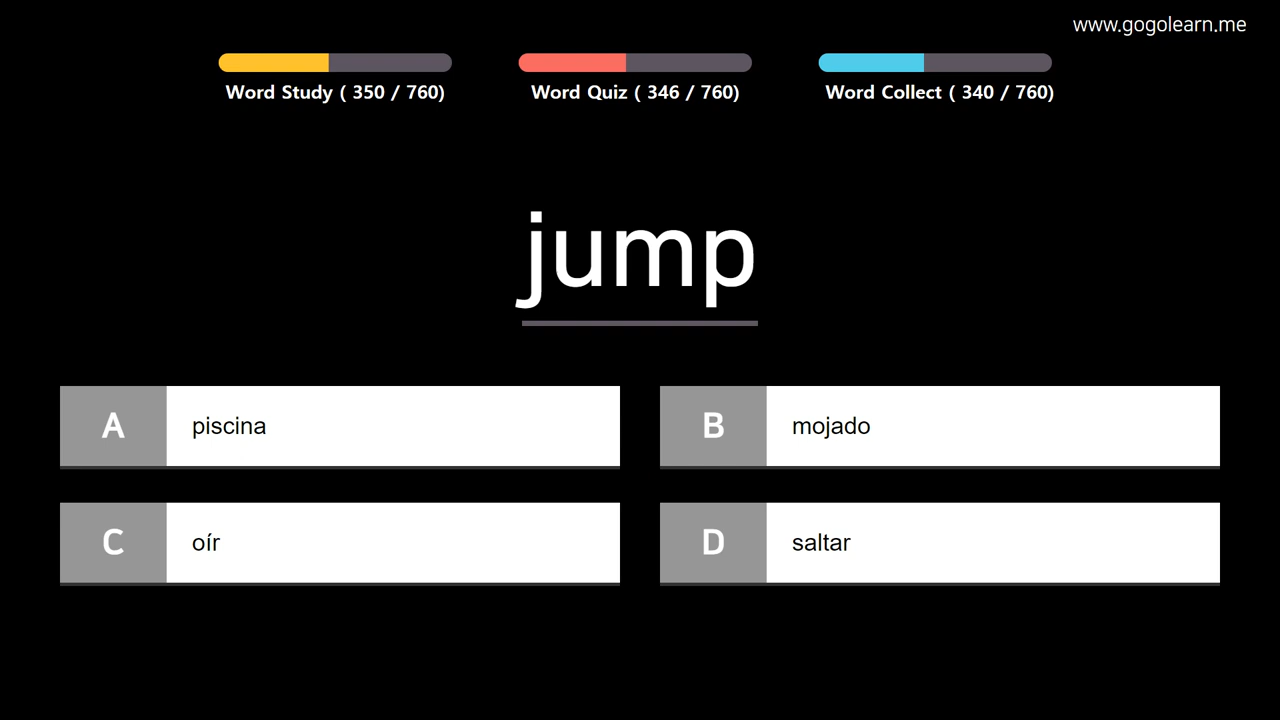 www.gogolearn.me
Word Study ( 350 / 760)
Word Quiz ( 346 / 760)
Word Collect ( 340 / 760)
jump
A piscina
B mojado
C oír
D saltar